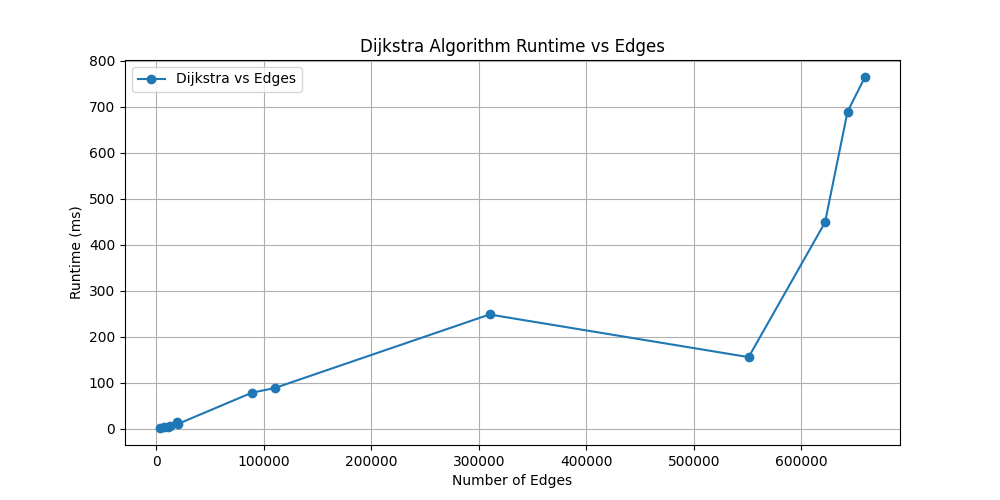 Dijkstra Algorithm Runtime vs Edges
Dijkstra vs Edges
Runtime (ms)
800
700
600
500
400
300
200
100
0
0 100000 200000 300000 400000 500000 600000
Number of Edges